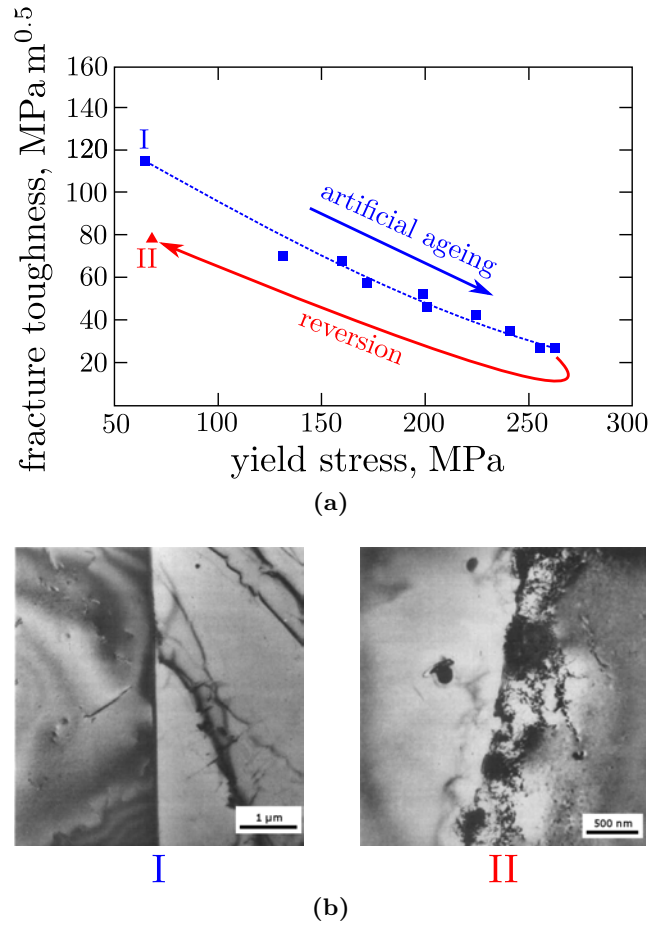 fracture toughness, MPa m^0.5
160
140
120
100
80
60
40
20
I
II
artificial ageing
reversion
50 100 150 200 250 300
yield stress, MPa
(a)
1 µm
500 nm
I II
(b)